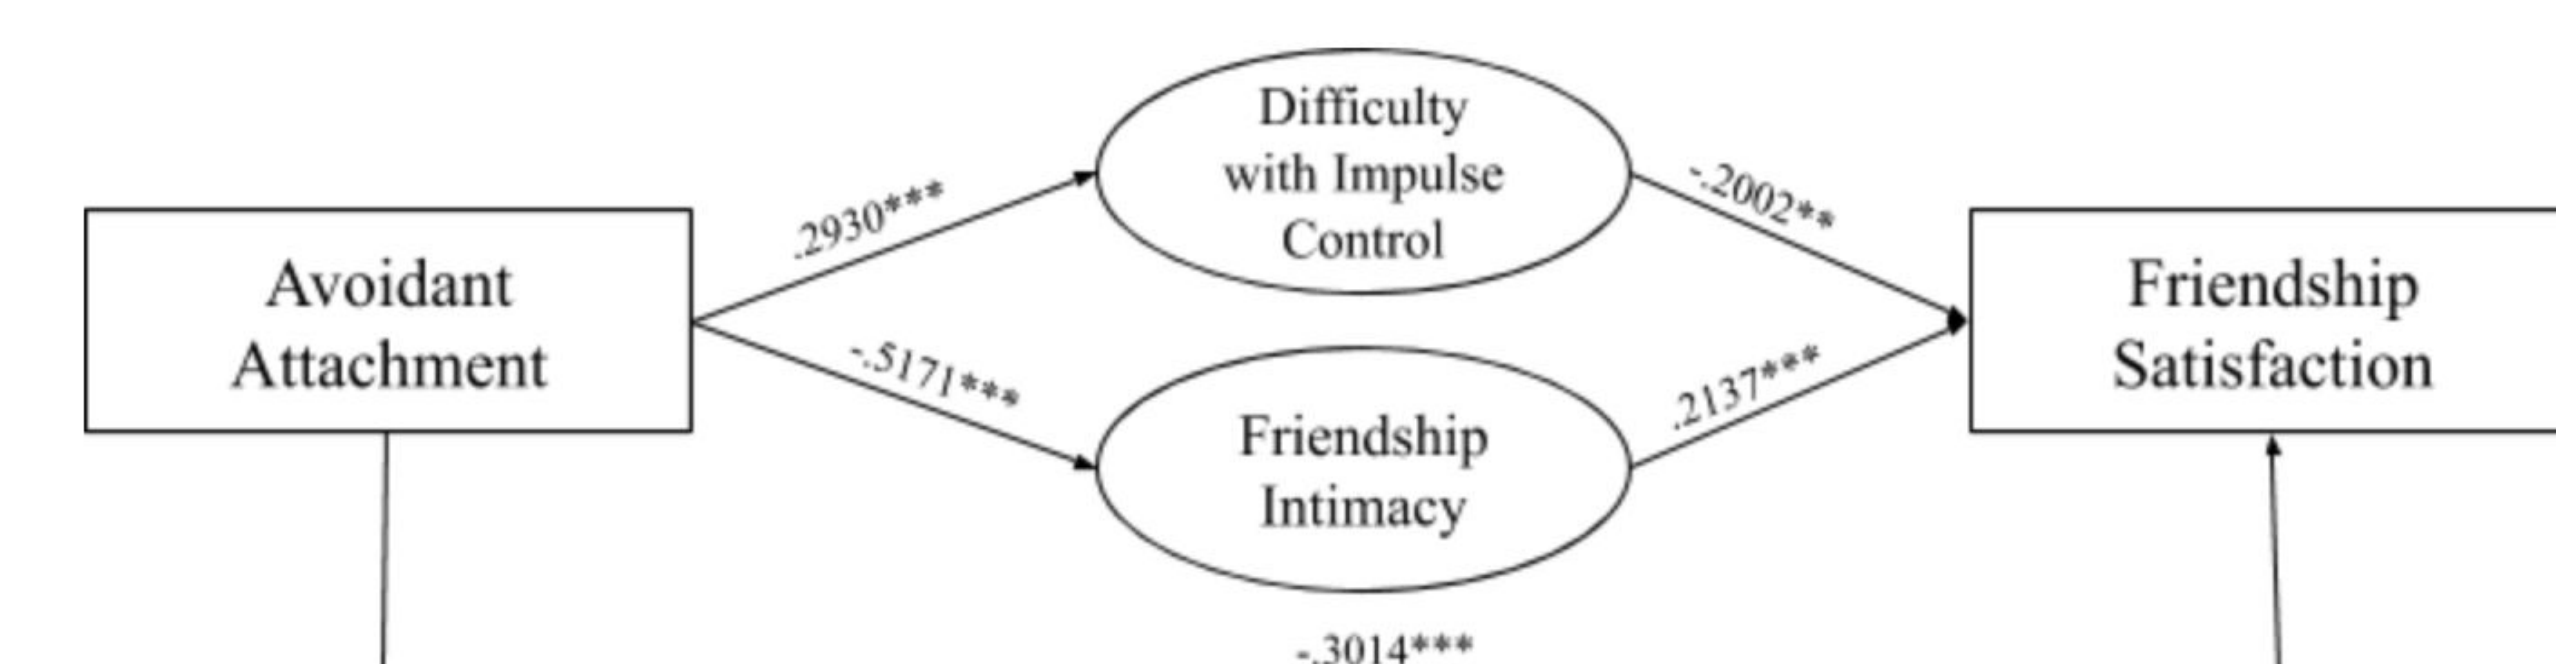 Difficulty
with Impulse
Control
.2930***
-.2002**
Avoidant
Attachment
Friendship
Satisfaction
-.5171***
.2137***
Friendship
Intimacy
-.3014***